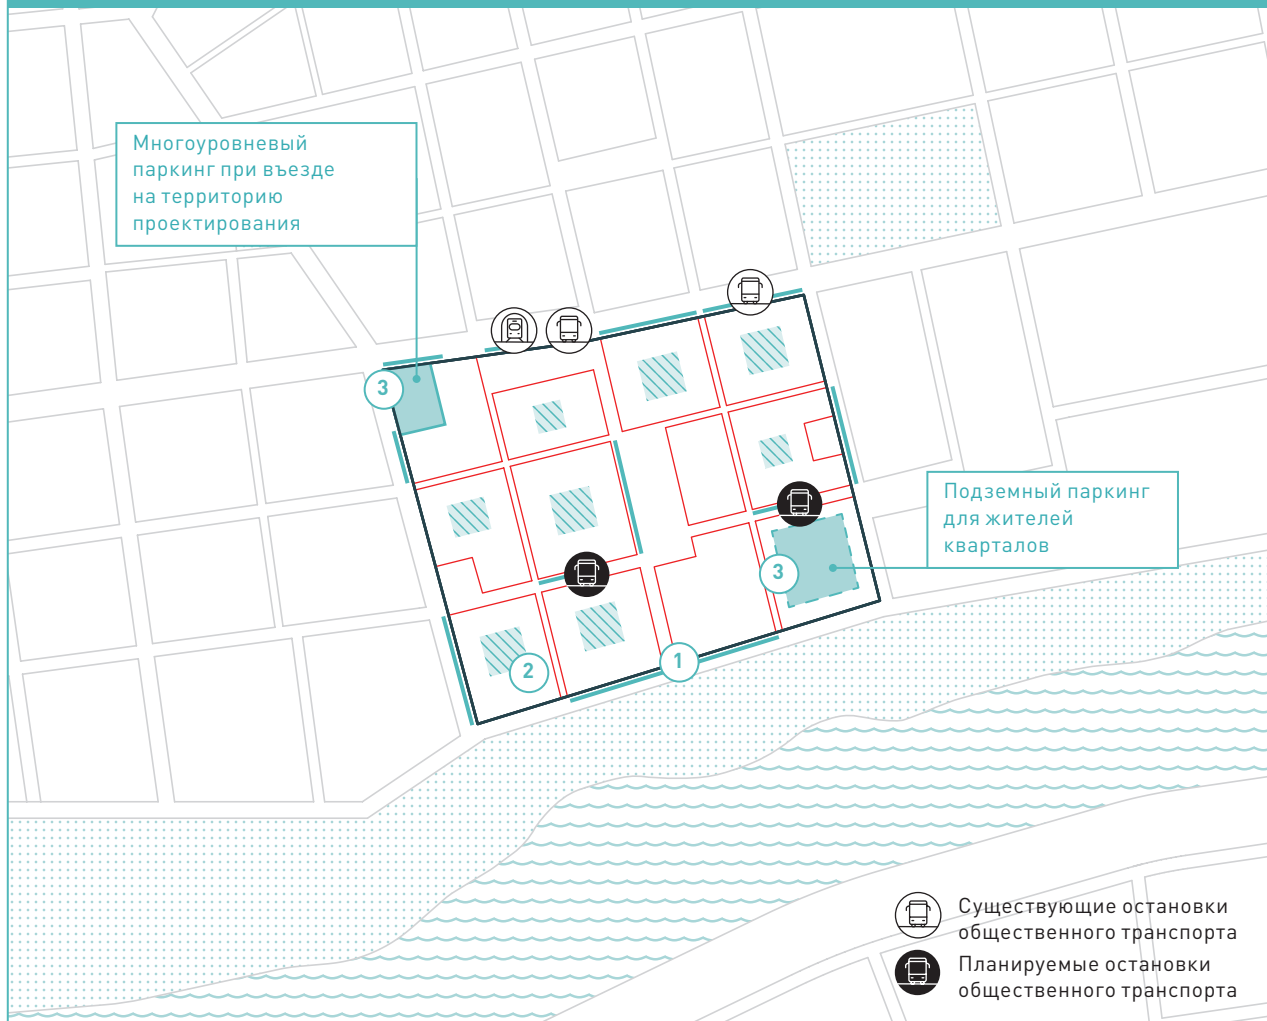 Многоуровневый
паркинг при въезде
на территорию
проектирования
3
Подземный паркинг
для жителей
кварталов
3
1
2
Существующие остановки
общественного транспорта
Планируемые остановки
общественного транспорта